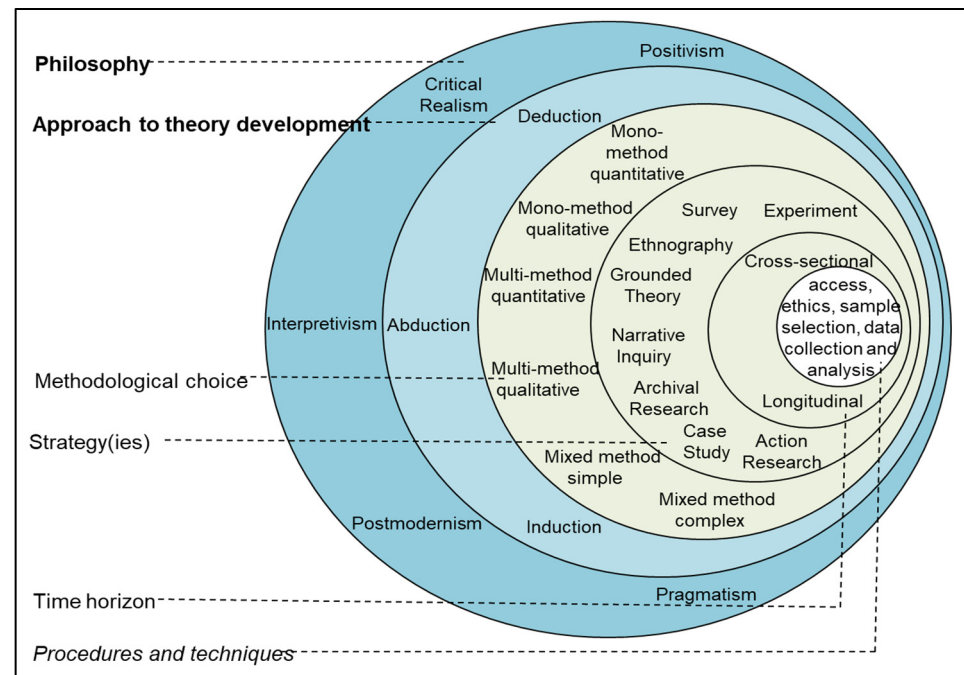 Philosophy
Positivism
Critical
Realism
Approach to theory development
Deduction
Mono-
method
quantitative
Mono-method
qualitative
Survey
Experiment
Ethnography
Cross-sectional
Multi-method
quantitative
Grounded
Theory
access,
ethics, sample
selection, data
collection and
analysis
Interpretivism
Abduction
Narrative
Inquiry
Methodological choice
Multi-method
qualitative
Archival
Research
Longitudinal
Strategy(ies)
Case
Study
Action
Research
Mixed method
simple
Mixed method
complex
Postmodernism
Induction
Time horizon
Pragmatism
Procedures and techniques